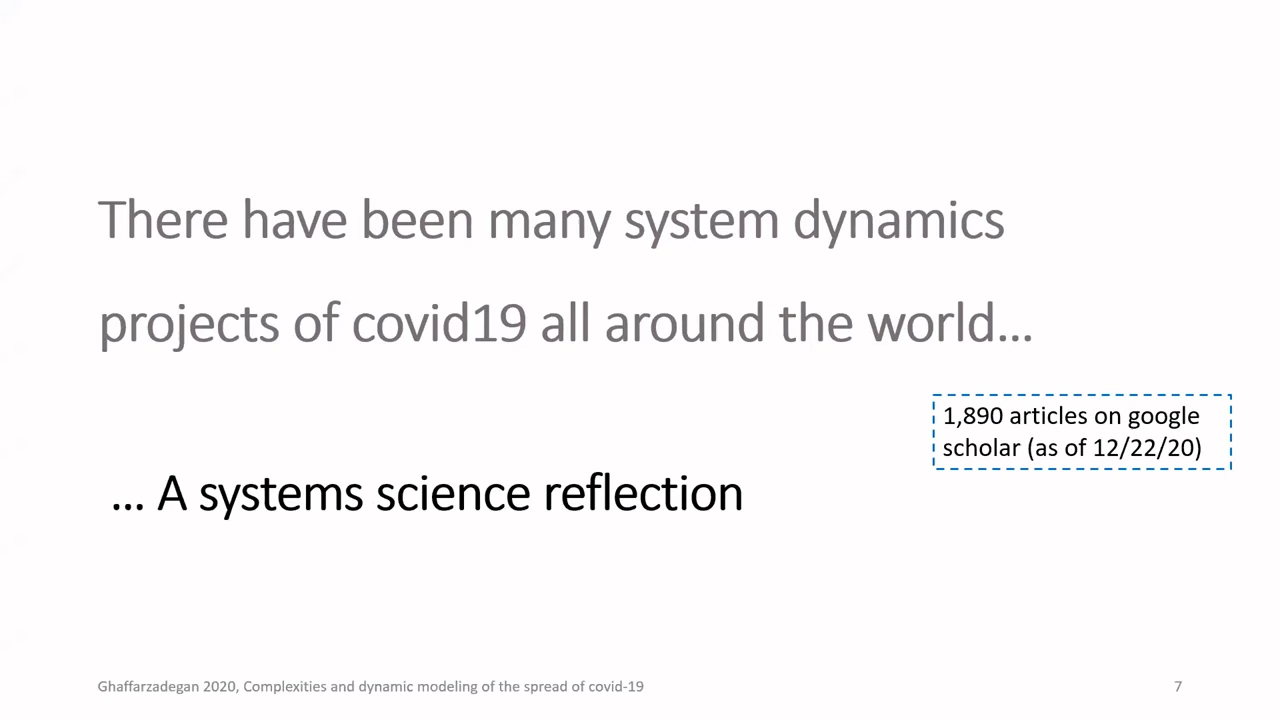 There have been many system dynamics
projects of covid19 all around the world...
1,890 articles on google
scholar (as of 12/22/20)
... A systems science reflection
Ghaffarzadegan 2020, Complexities and dynamic modeling of the spread of covid-19
7